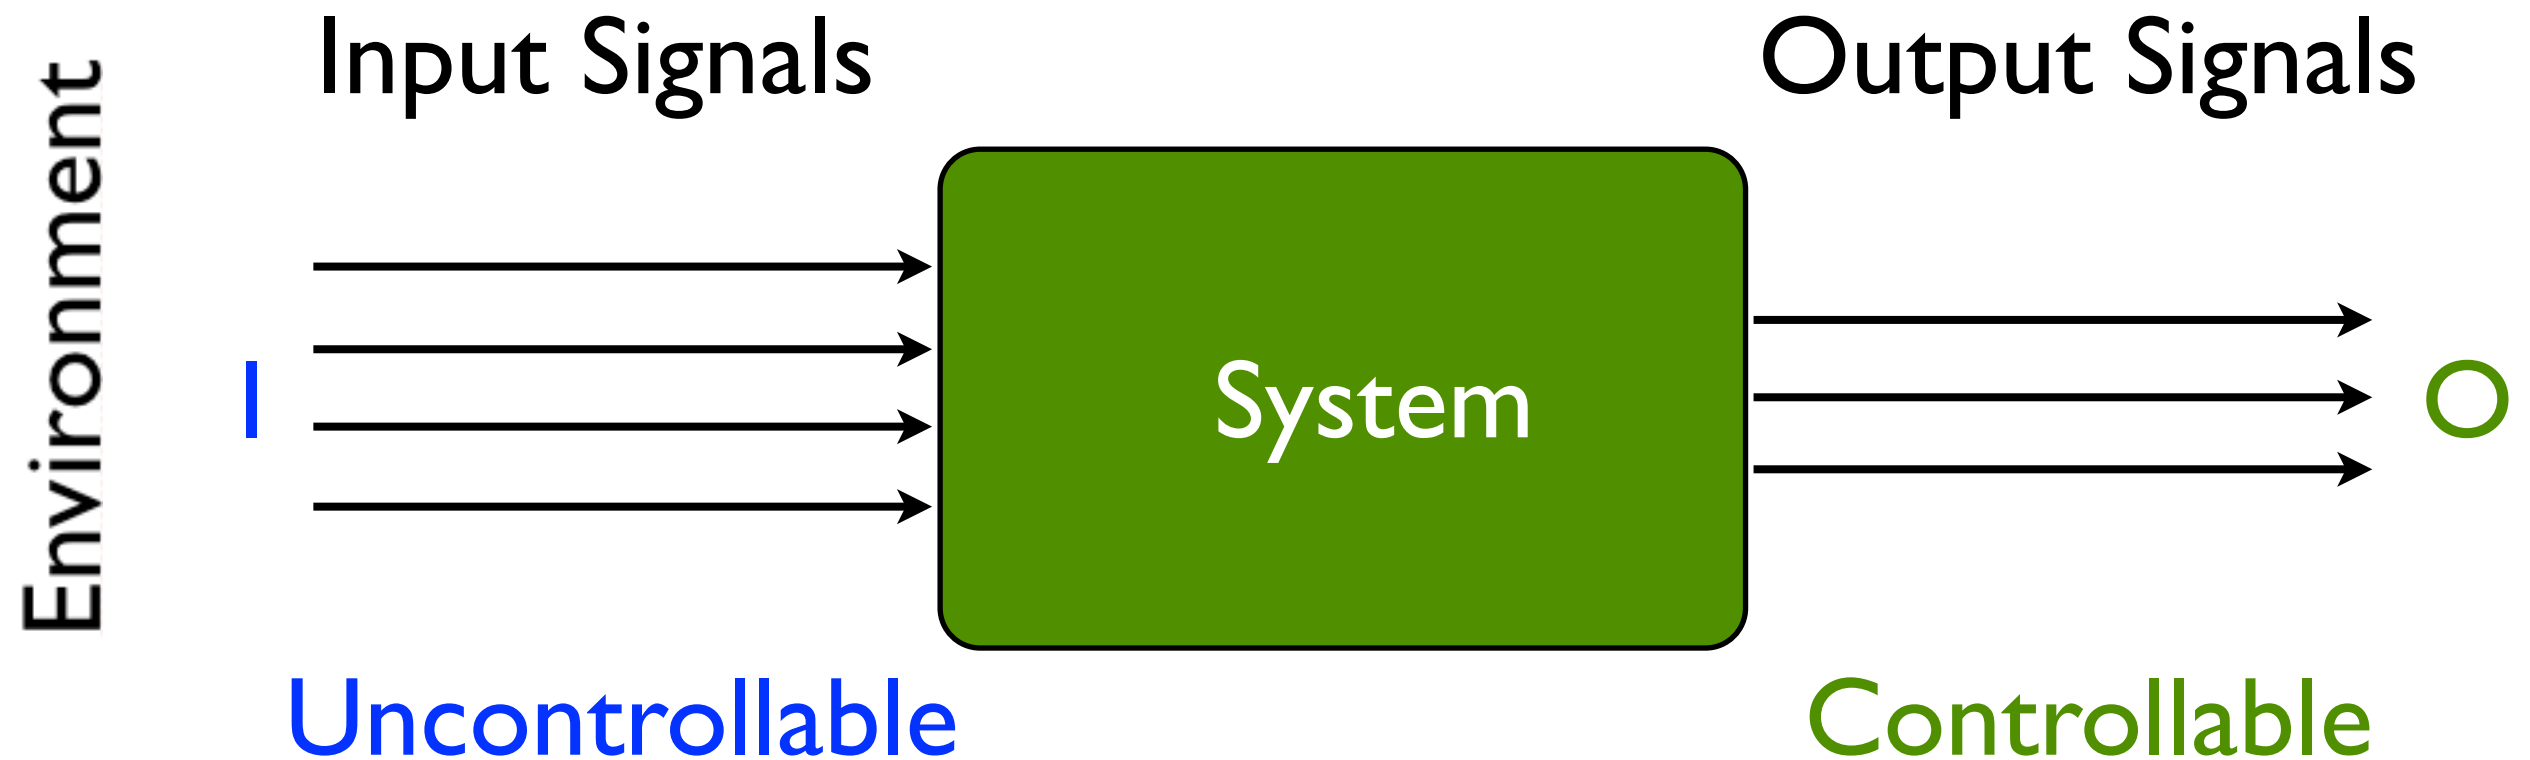 Environment
Input Signals
Output Signals
I
System
O
Uncontrollable
Controllable